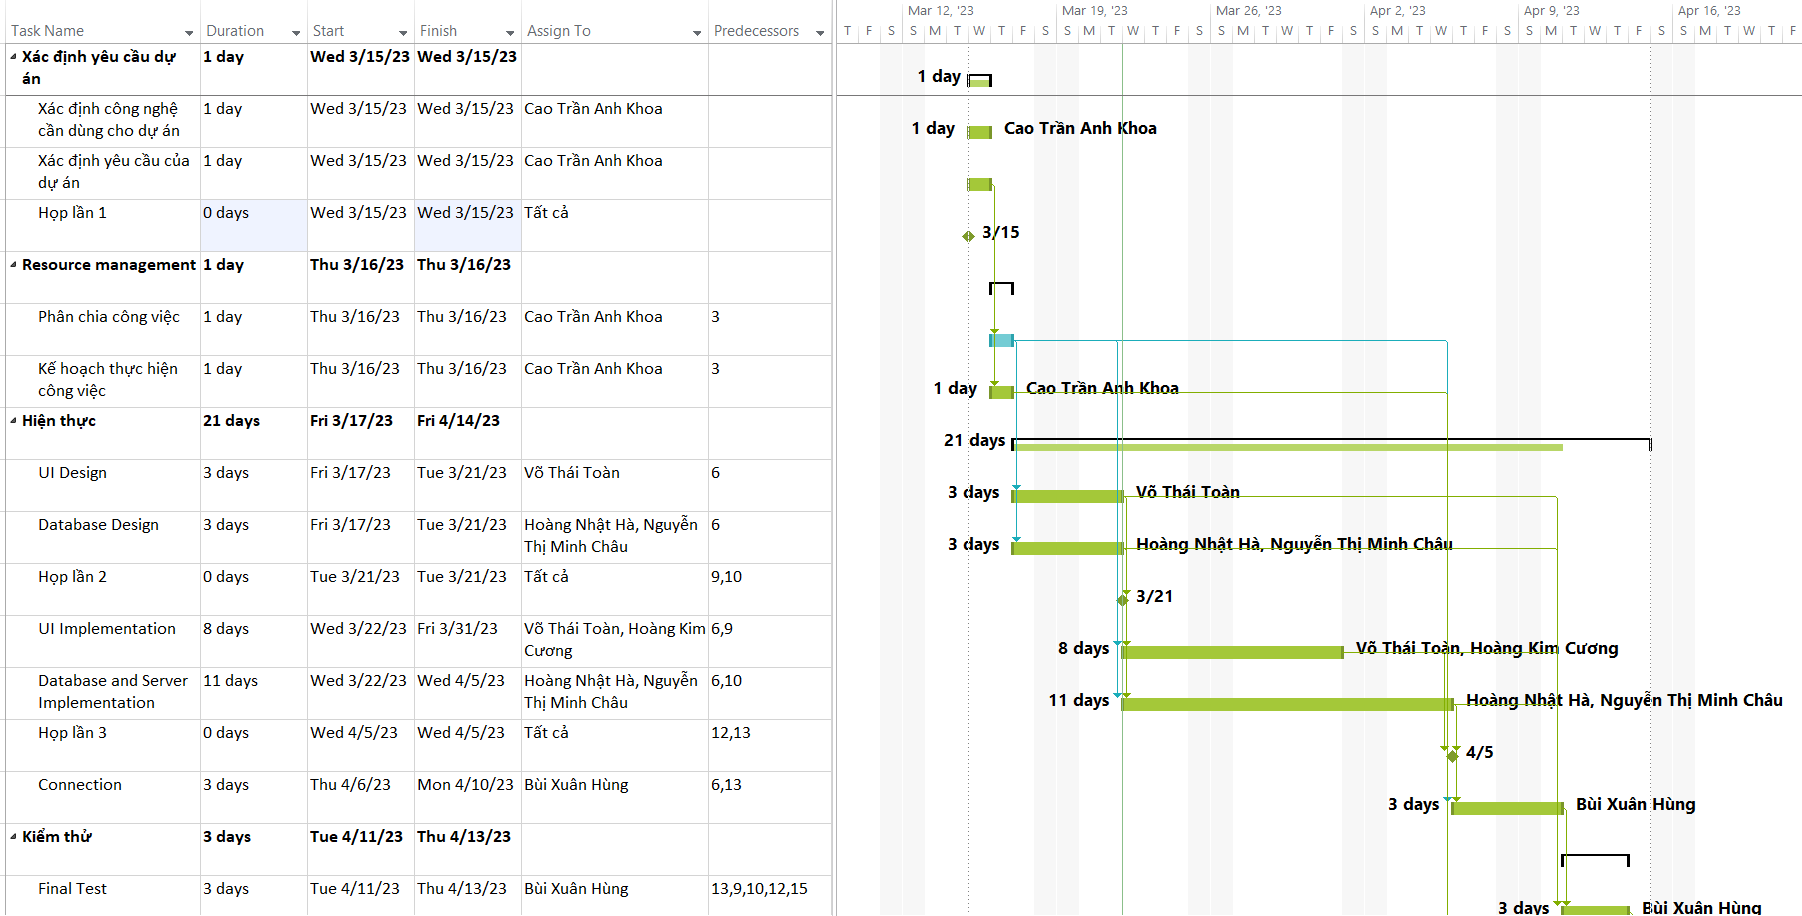 Task Name Duration Start Finish Assign To Predecessors
Mar 12, '23 Mar 19, '23 Mar 26, '23 Apr 2, '23 Apr 9, '23 Apr 16, '23
T F S S M T W T F S S M T W T F S S M T W T F S S M T W T F S S M T W T F S S M T W T F
Xác định yêu cầu dự án 1 day Wed 3/15/23 Wed 3/15/23
1 day
Xác định công nghệ cần dùng cho dự án 1 day Wed 3/15/23 Wed 3/15/23 Cao Trần Anh Khoa
1 day Cao Trần Anh Khoa
Xác định yêu cầu của dự án 1 day Wed 3/15/23 Wed 3/15/23 Cao Trần Anh Khoa
Họp lần 1 0 days Wed 3/15/23 Wed 3/15/23 Tất cả
3/15
Resource management 1 day Thu 3/16/23 Thu 3/16/23
Phân chia công việc 1 day Thu 3/16/23 Thu 3/16/23 Cao Trần Anh Khoa 3
Kế hoạch thực hiện công việc 1 day Thu 3/16/23 Thu 3/16/23 Cao Trần Anh Khoa 3
1 day Cao Trần Anh Khoa
Hiện thực 21 days Fri 3/17/23 Fri 4/14/23
21 days
UI Design 3 days Fri 3/17/23 Tue 3/21/23 Võ Thái Toàn 6
3 days Võ Thái Toàn
Database Design 3 days Fri 3/17/23 Tue 3/21/23 Hoàng Nhật Hà, Nguyễn Thị Minh Châu 6
3 days Hoàng Nhật Hà, Nguyễn Thị Minh Châu
Họp lần 2 0 days Tue 3/21/23 Tue 3/21/23 Tất cả 9,10
3/21
UI Implementation 8 days Wed 3/22/23 Fri 3/31/23 Võ Thái Toàn, Hoàng Kim Cương 6,9
8 days Võ Thái Toàn, Hoàng Kim Cương
Database and Server Implementation 11 days Wed 3/22/23 Wed 4/5/23 Hoàng Nhật Hà, Nguyễn Thị Minh Châu 6,10
11 days Hoàng Nhật Hà, Nguyễn Thị Minh Châu
Họp lần 3 0 days Wed 4/5/23 Wed 4/5/23 Tất cả 12,13
4/5
Connection 3 days Thu 4/6/23 Mon 4/10/23 Bùi Xuân Hùng 6,13
3 days Bùi Xuân Hùng
Kiểm thử 3 days Tue 4/11/23 Thu 4/13/23
Final Test 3 days Tue 4/11/23 Thu 4/13/23 Bùi Xuân Hùng 13,9,10,12,15
3 days Bùi Xuân Hùng